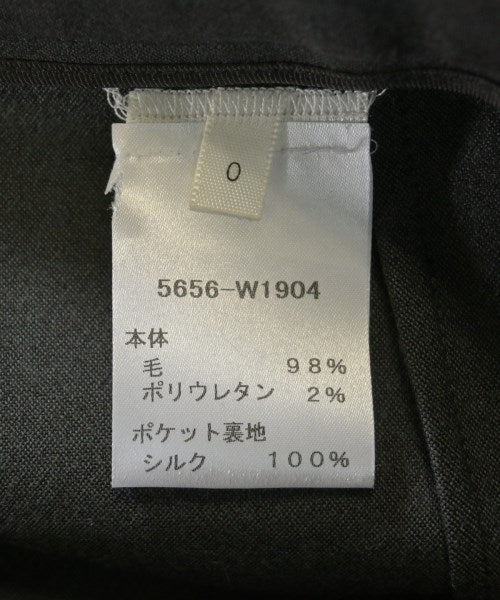 0
5656-W1904
本体
毛 98%
ポリウレタン 2%
ポケット裏地
シルク 100%